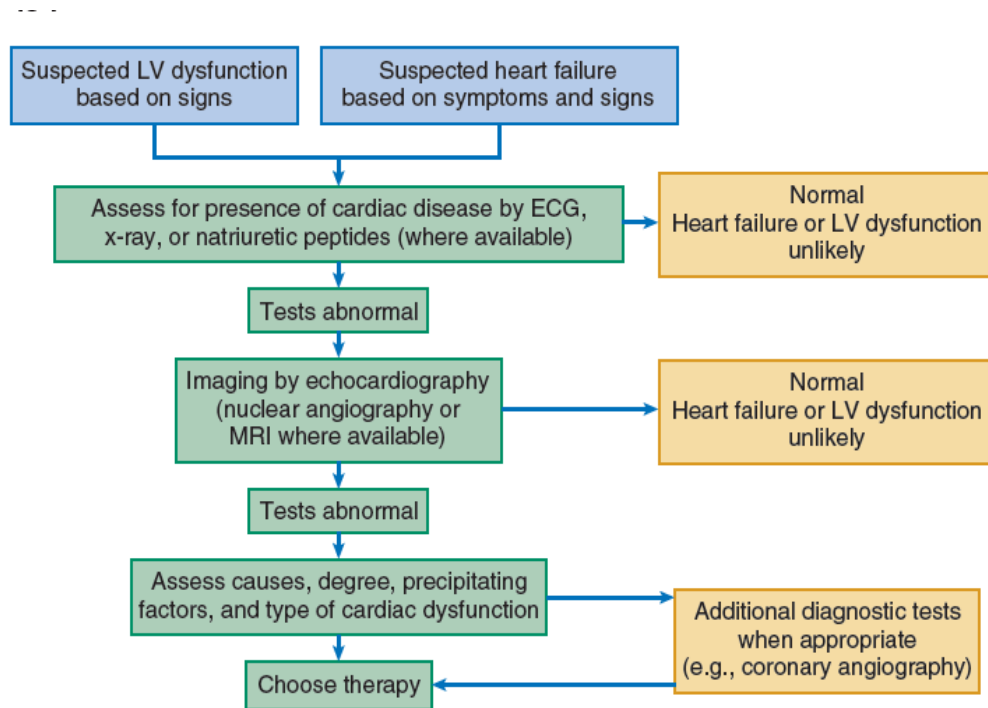 Suspected LV dysfunction
based on signs
Suspected heart failure
based on symptoms and signs
Assess for presence of cardiac disease by ECG,
x-ray, or natriuretic peptides (where available)
Normal
Heart failure or LV dysfunction
unlikely
Tests abnormal
Imaging by echocardiography
(nuclear angiography or
MRI where available)
Normal
Heart failure or LV dysfunction
unlikely
Tests abnormal
Assess causes, degree, precipitating
factors, and type of cardiac dysfunction
Additional diagnostic tests
when appropriate
(e.g., coronary angiography)
Choose therapy